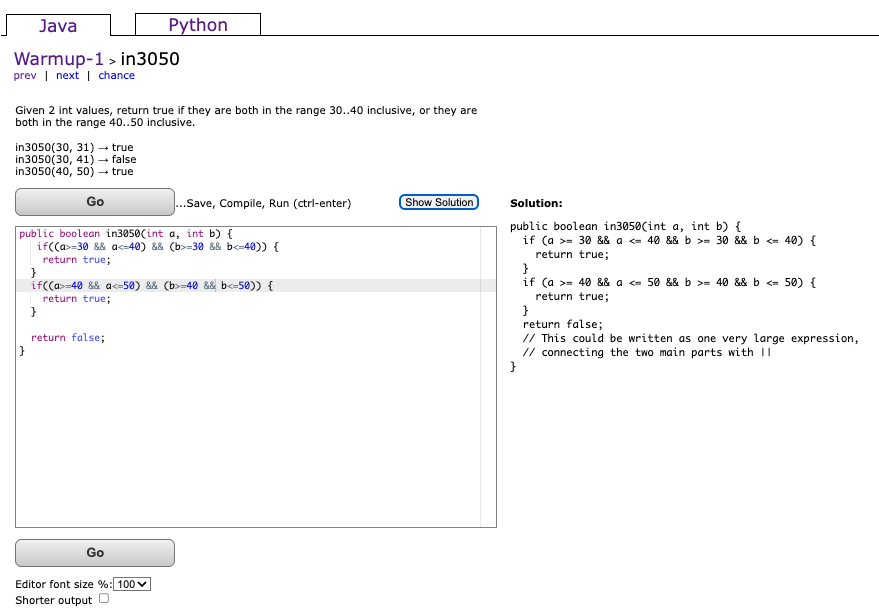 Java
Python
Warmup-1 > in3050
prev | next | chance
Given 2 int values, return true if they are both in the range 30..40 inclusive, or they are
both in the range 40..50 inclusive.
in3050(30, 31) → true
in3050(30, 41) → false
in3050(40, 50) → true
Go
...Save, Compile, Run (ctrl-enter)
Show Solution
public boolean in3050(int a, int b) {
   if((a>=30 && a<=40) && (b>=30 && b<=40)) {
    return true;
  }
  if((a>=40 && a<=50) && (b>=40 && b<=50)) {
    return true;
  }
  return false;
}
Solution:
public boolean in3050(int a, int b) {
  if (a >= 30 && a <= 40 && b >= 30 && b <= 40) {
    return true;
  }
  if (a >= 40 && a <= 50 && b >= 40 && b <= 50) {
    return true;
  }
  return false;
  // This could be written as one very large expression,
  // connecting the two main parts with ||
}
Go
Editor font size %: 100
Shorter output